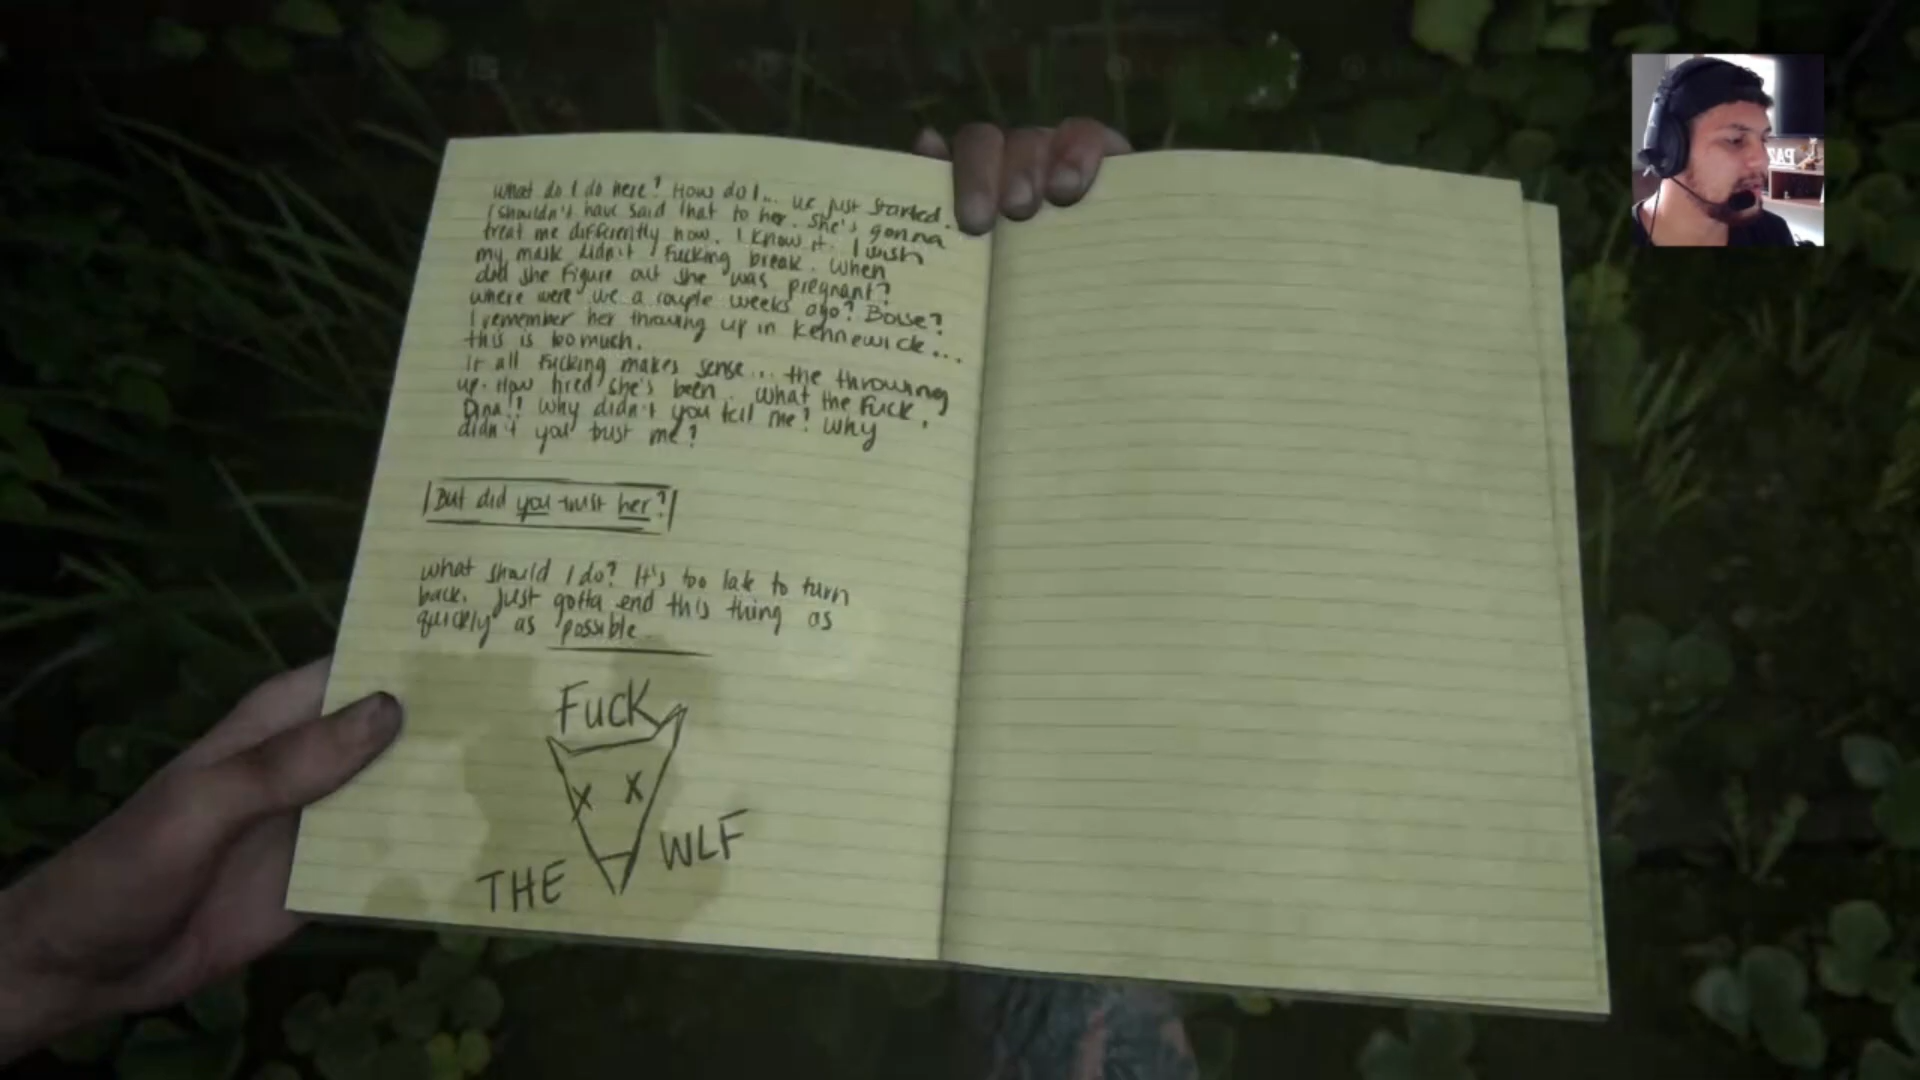 What do I do here? How do I... we just started.
I shouldn't have said that to her. She's gonna
treat me differently now. I know it. I wish
my mask didn't fucking break. When
did she figure out she was pregnant?
where were we a couple weeks ago? Boise?
I remember her throwing up in Kennewick...
this is too much.
It all fucking makes sense... the throwing
up. How tired she's been. What the fuck,
Dina!! Why didn't you tell me? Why
didn't you trust me?
But did you trust her?
What should I do? It's too late to turn
back. Just gotta end this thing as
quickly as possible
Fuck
X X
THE WLF